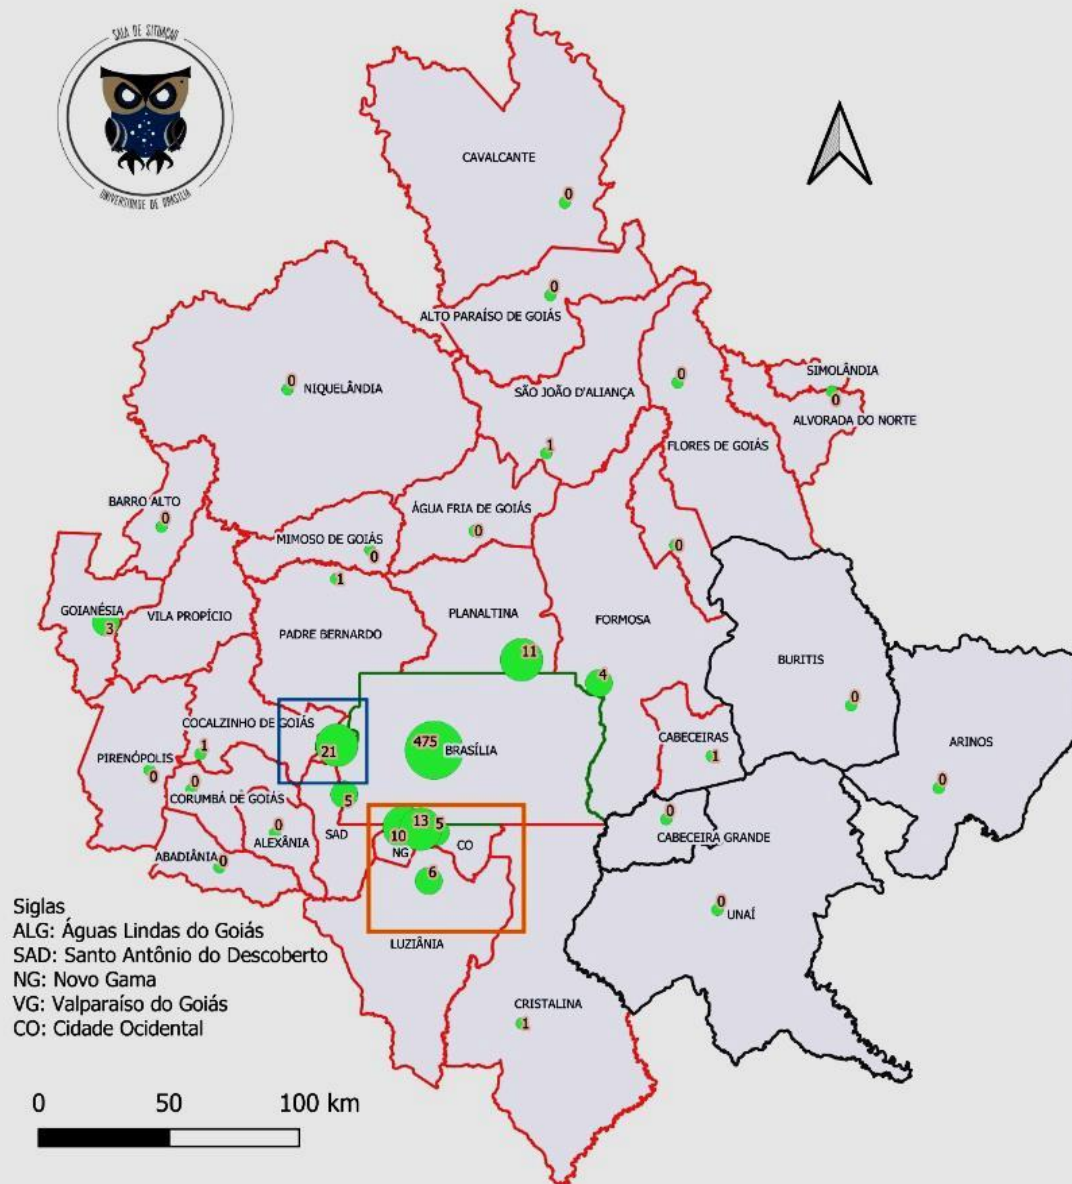 SALA DE SITUAÇÃO
UNIVERSIDADE DE BRASÍLIA
CAVALCANTE
0
0
ALTO PARAÍSO DE GOIÁS
0
NIQUELÂNDIA
SÃO JOÃO D'ALIANÇA
0
SIMOLÂNDIA
0
ALVORADA DO NORTE
1
FLORES DE GOIÁS
BARRO ALTO
0
ÁGUA FRIA DE GOIÁS
0
MIMOSO DE GOIÁS
0
0
1
GOIANÉSIA
3
VILA PROPÍCIO
PADRE BERNARDO
PLANALTINA
FORMOSA
11
4
BURITIS
0
COCALZINHO DE GOIÁS
21
475
BRASÍLIA
CABECEIRAS
1
ARINOS
0
PIRENÓPOLIS
0
1
CORUMBÁ DE GOIÁS
0
5
ALEXÂNIA
0
SAD
10
13
5
NG
CO
0
CABECEIRA GRANDE
ABADIÂNIA
0
6
0
UNAÍ
LUZIÂNIA
CRISTALINA
1
Siglas
ALG: Águas Lindas do Goiás
SAD: Santo Antônio do Descoberto
NG: Novo Gama
VG: Valparaíso do Goiás
CO: Cidade Ocidental
0 50 100 km